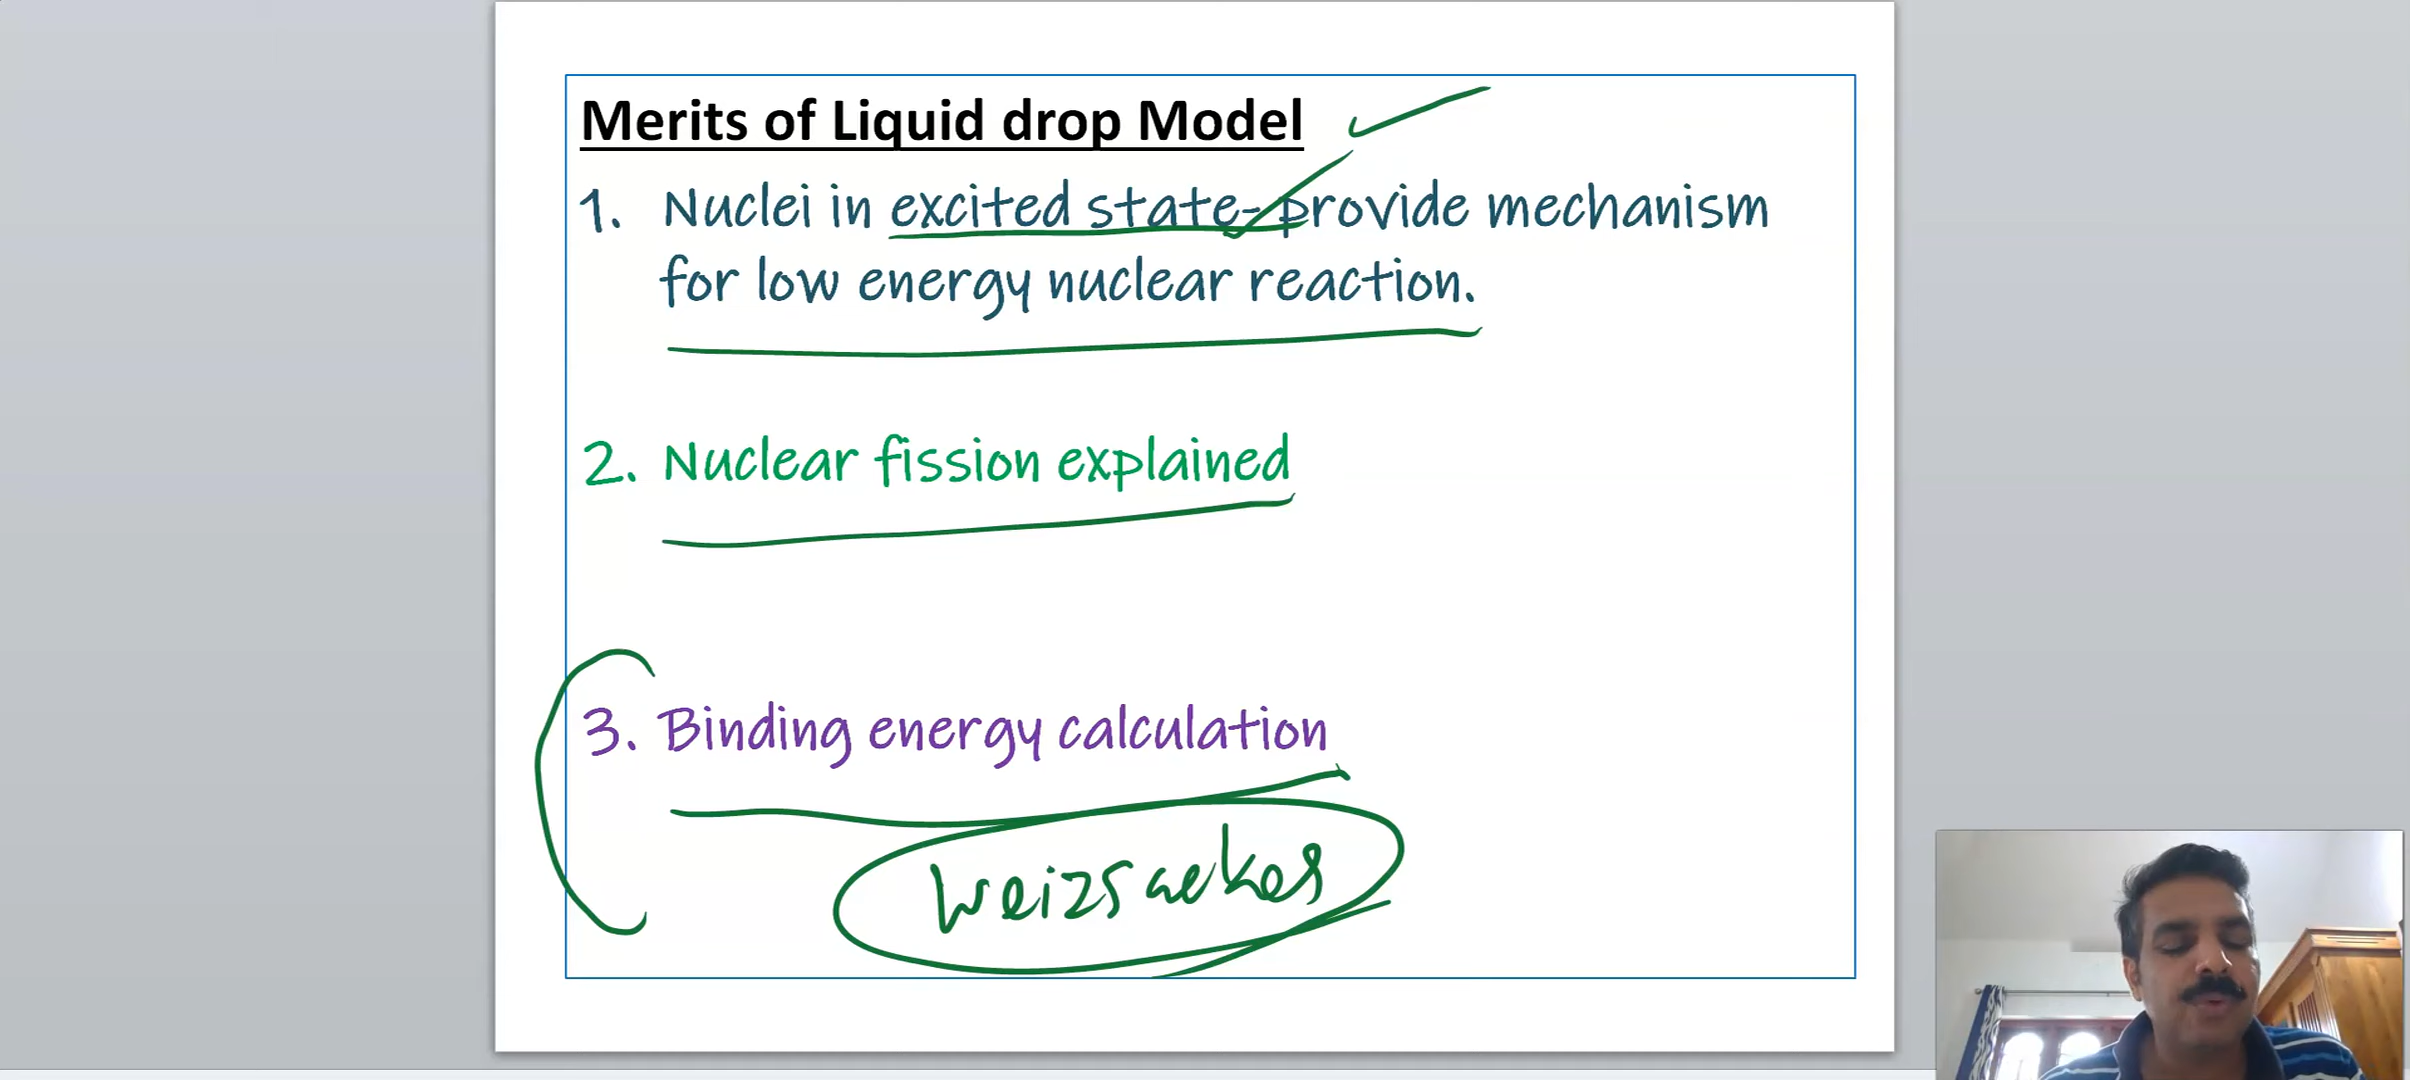 Merits of Liquid drop Model
1. Nuclei in excited state- provide mechanism
for low energy nuclear reaction.
2. Nuclear fission explained
3. Binding energy calculation
Weizsaeker